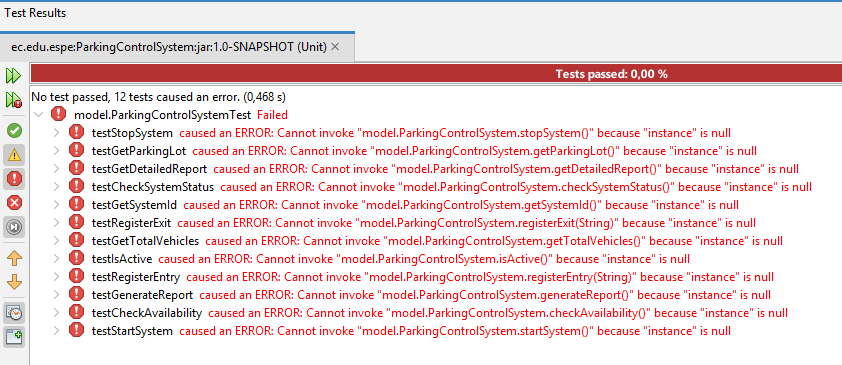 Test Results
ec.edu.espe:ParkingControlSystem:jar:1.0-SNAPSHOT (Unit) ×
Tests passed: 0,00 %
No test passed, 12 tests caused an error. (0,468 s)
model.ParkingControlSystemTest Failed
testStopSystem caused an ERROR: Cannot invoke "model.ParkingControlSystem.stopSystem()" because "instance" is null
testGetParkingLot caused an ERROR: Cannot invoke "model.ParkingControlSystem.getParkingLot()" because "instance" is null
testGetDetailedReport caused an ERROR: Cannot invoke "model.ParkingControlSystem.getDetailedReport()" because "instance" is null
testCheckSystemStatus caused an ERROR: Cannot invoke "model.ParkingControlSystem.checkSystemStatus()" because "instance" is null
testGetSystemId caused an ERROR: Cannot invoke "model.ParkingControlSystem.getSystemId()" because "instance" is null
testRegisterExit caused an ERROR: Cannot invoke "model.ParkingControlSystem.registerExit(String)" because "instance" is null
testGetTotalVehicles caused an ERROR: Cannot invoke "model.ParkingControlSystem.getTotalVehicles()" because "instance" is null
testIsActive caused an ERROR: Cannot invoke "model.ParkingControlSystem.isActive()" because "instance" is null
testRegisterEntry caused an ERROR: Cannot invoke "model.ParkingControlSystem.registerEntry(String)" because "instance" is null
testGenerateReport caused an ERROR: Cannot invoke "model.ParkingControlSystem.generateReport()" because "instance" is null
testCheckAvailability caused an ERROR: Cannot invoke "model.ParkingControlSystem.checkAvailability()" because "instance" is null
testStartSystem caused an ERROR: Cannot invoke "model.ParkingControlSystem.startSystem()" because "instance" is null